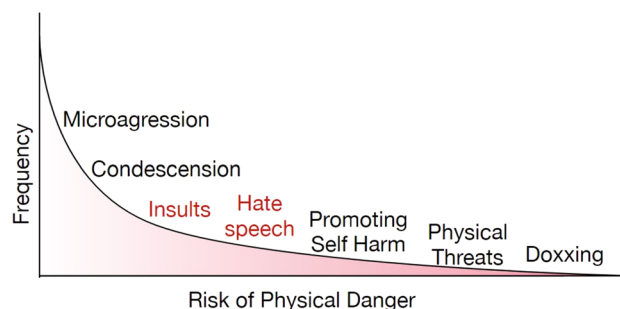 Frequency
Microagression
Condescension
Insults
Hate
speech
Promoting
Self Harm
Physical
Threats
Doxxing
Risk of Physical Danger